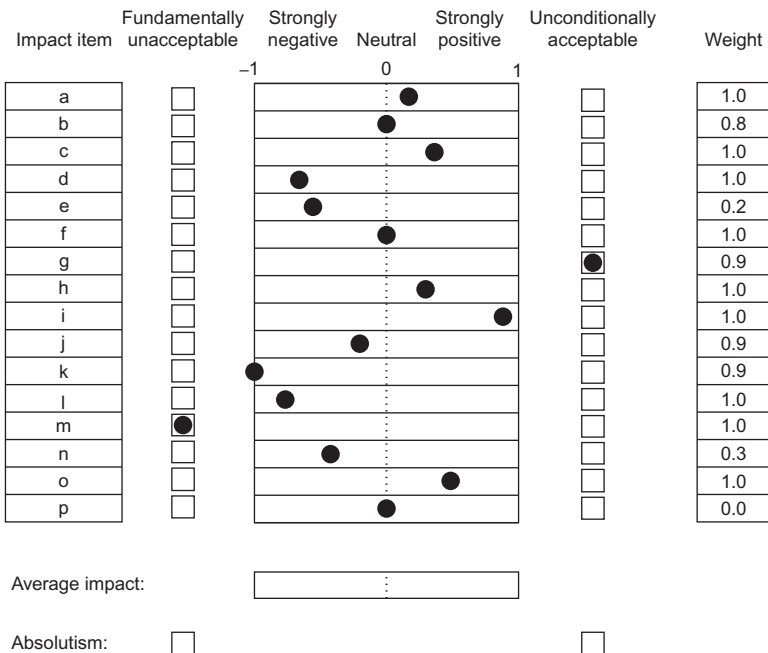 Impact item Fundamentally unacceptable Strongly negative Neutral Strongly positive Unconditionally acceptable Weight
−1 0 1
a 1.0
b 0.8
c 1.0
d 1.0
e 0.2
f 1.0
g 0.9
h 1.0
i 1.0
j 0.9
k 0.9
l 1.0
m 1.0
n 0.3
o 1.0
p 0.0
Average impact:
Absolutism: